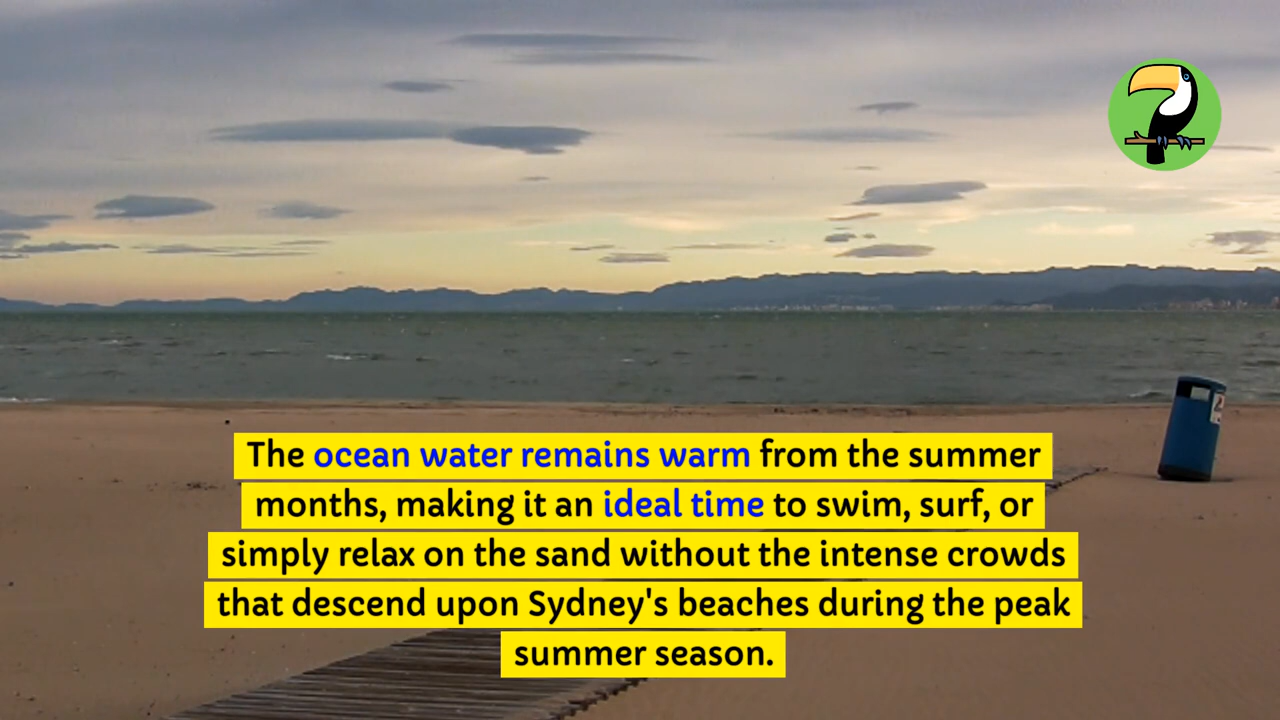 The ocean water remains warm from the summer
months, making it an ideal time to swim, surf, or
simply relax on the sand without the intense crowds
that descend upon Sydney's beaches during the peak
summer season.